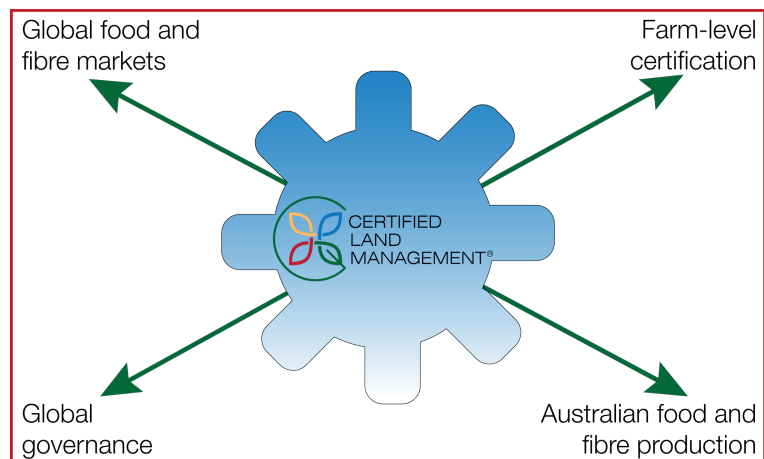 Global food and
fibre markets
Farm-level
certification
CERTIFIED
LAND
MANAGEMENT®
Global
governance
Australian food and
fibre production